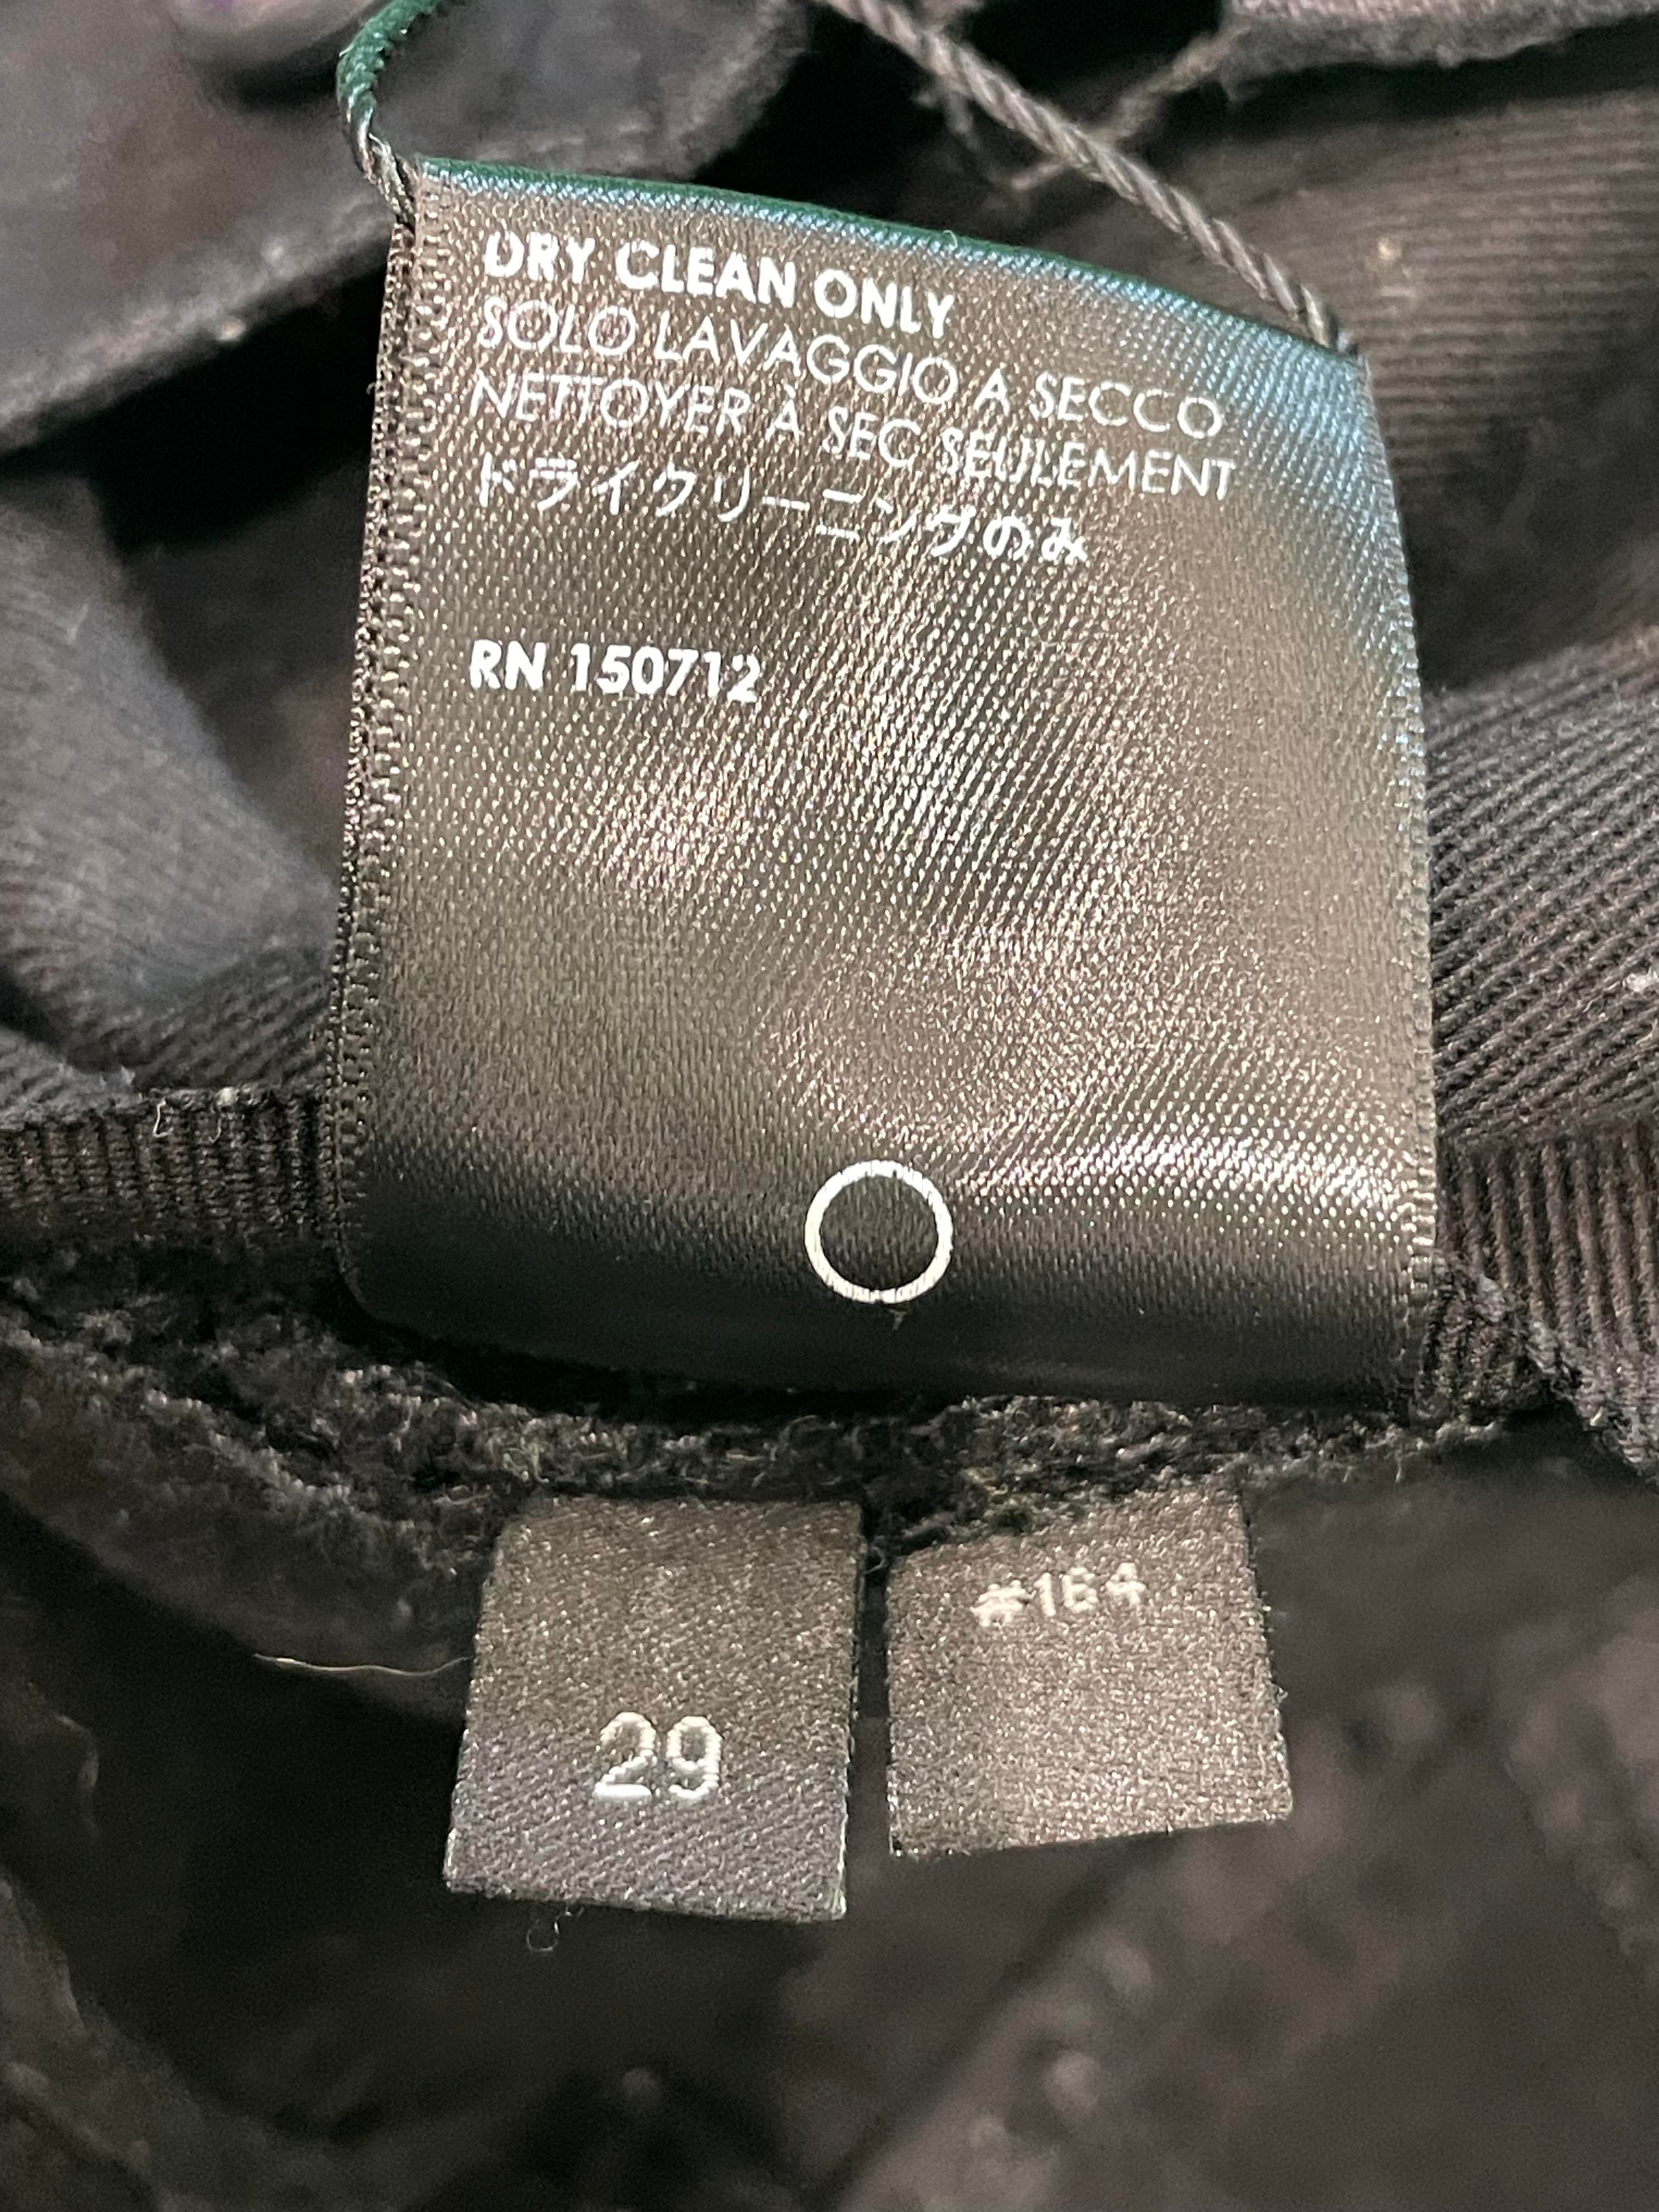 DRY CLEAN ONLY
SOLO LAVAGGIO A SECCO
NETTOYER À SEC SEULEMENT
ドライクリーニングのみ
RN 150712
29
#164